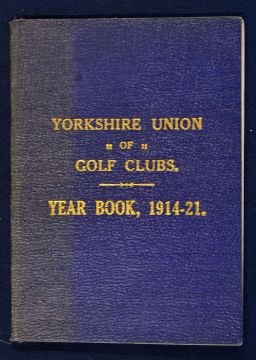 YORKSHIRE UNION
" OF "
GOLF CLUBS.
YEAR BOOK, 1914-21.